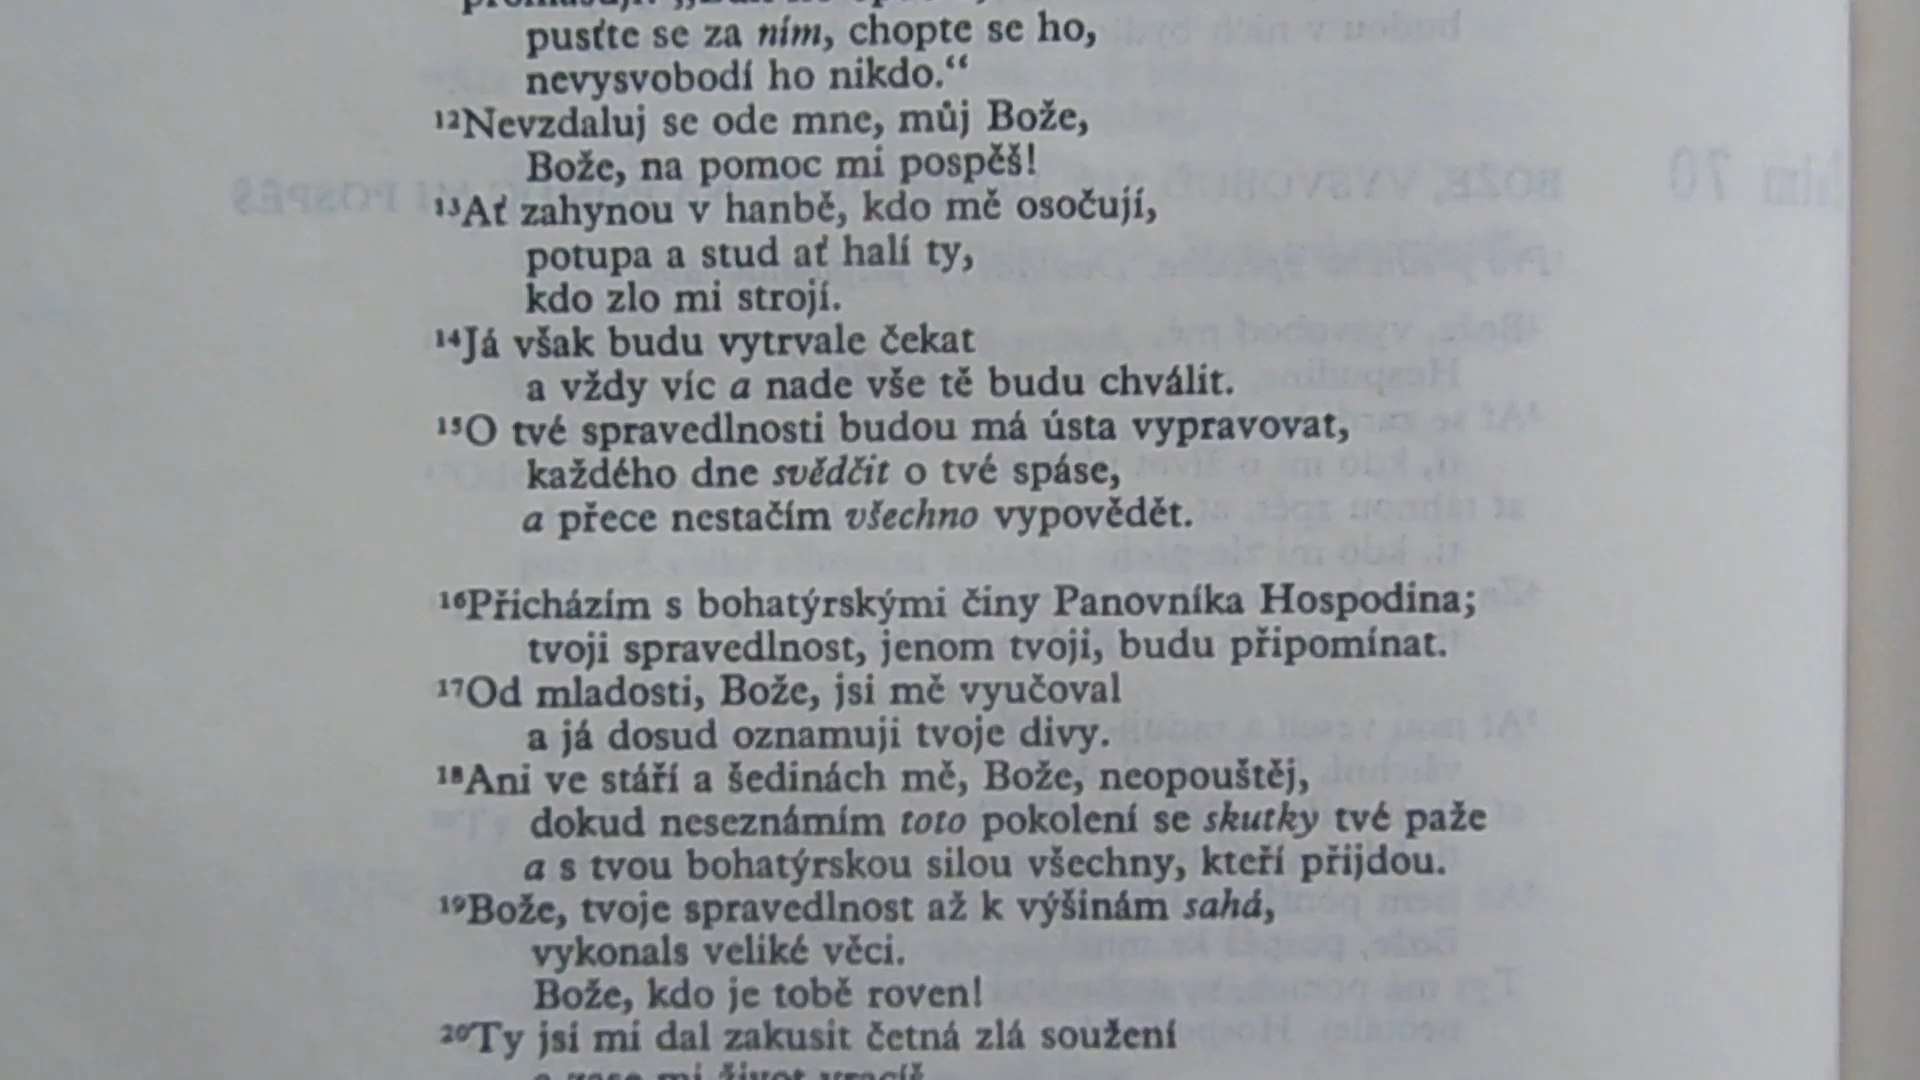 pusťte se za ním, chopte se ho,
nevysvobodí ho nikdo.“
12Nevzdaluj se ode mne, můj Bože,
Bože, na pomoc mi pospěš!
13Ať zahynou v hanbě, kdo mě osočují,
potupa a stud ať halí ty,
kdo zlo mi strojí.
14Já však budu vytrvale čekat
a vždy víc a nade vše tě budu chválit.
15O tvé spravedlnosti budou má ústa vypravovat,
každého dne svědčit o tvé spáse,
a přece nestačím všechno vypovědět.
16Přicházím s bohatýrskými činy Panovníka Hospodina;
tvoji spravedlnost, jenom tvoji, budu připomínat.
17Od mladosti, Bože, jsi mě vyučoval
a já dosud oznamuji tvoje divy.
18Ani ve stáří a šedinách mě, Bože, neopouštěj,
dokud neseznámím toto pokolení se skutky tvé paže
a s tvou bohatýrskou silou všechny, kteří přijdou.
19Bože, tvoje spravedlnost až k výšinám sahá,
vykonals veliké věci.
Bože, kdo je tobě roven!
20Ty jsi mi dal zakusit četná zlá soužení